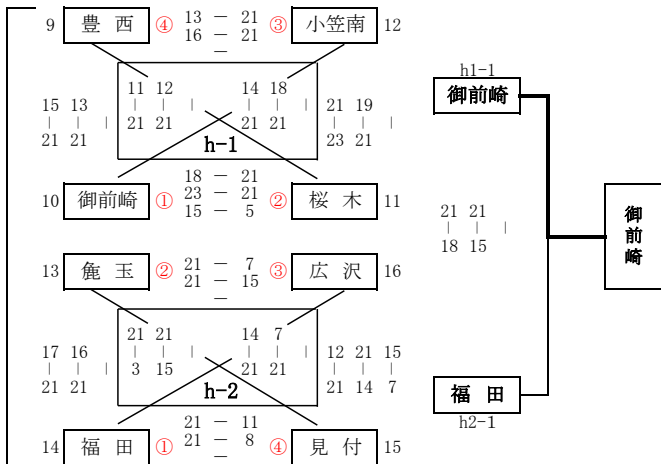 9 豊 西 ④ 13 — 21 ③ 小笠南 12
16 — 21
—
h1-1
11 12 14 18
御前崎
15 13 | | | | | | 21 19
| | | 21 21 21 21 | | |
21 21 h-1 23 21
18 — 21
10 御前崎 ① 23 — 21 ② 桜 木 11
15 — 5
21 21
| | |
18 15
御前崎
13 麁 玉 ② 21 — 7 ③ 広 沢 16
21 — 15
—
21 21 14 7
17 16 | | | | | | 12 21 15
| | | 3 15 21 21 | | |
21 21 h-2 21 14 7
福 田
h2-1
21 — 11
14 福 田 ① 21 — 8 ④ 見 付 15
—